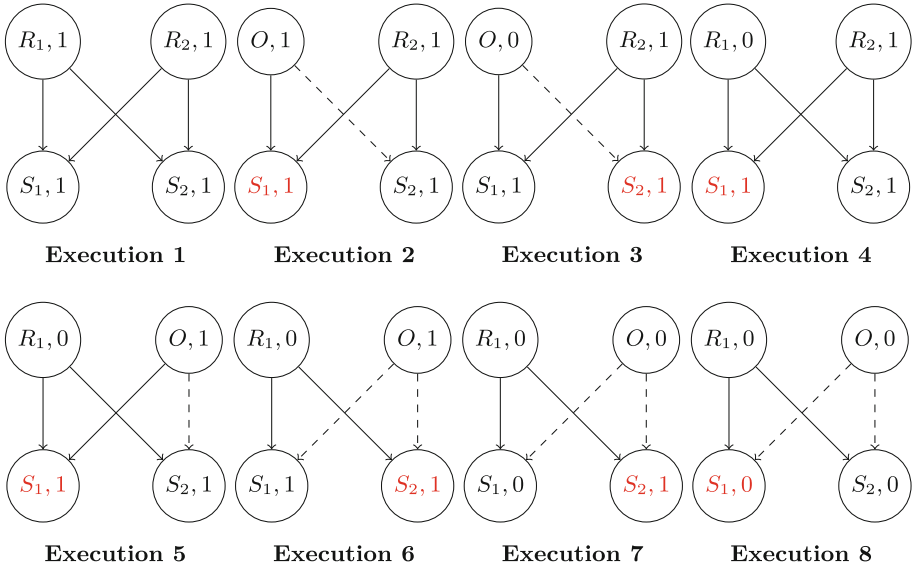 R₁, 1 R₂, 1 O, 1 R₂, 1 O, 0 R₂, 1 R₁, 0 R₂, 1
S₁, 1 S₂, 1 S₁, 1 S₂, 1 S₁, 1 S₂, 1 S₁, 1 S₂, 1
Execution 1 Execution 2 Execution 3 Execution 4
R₁, 0 O, 1 R₁, 0 O, 1 R₁, 0 O, 0 R₁, 0 O, 0
S₁, 1 S₂, 1 S₁, 1 S₂, 1 S₁, 0 S₂, 1 S₁, 0 S₂, 0
Execution 5 Execution 6 Execution 7 Execution 8